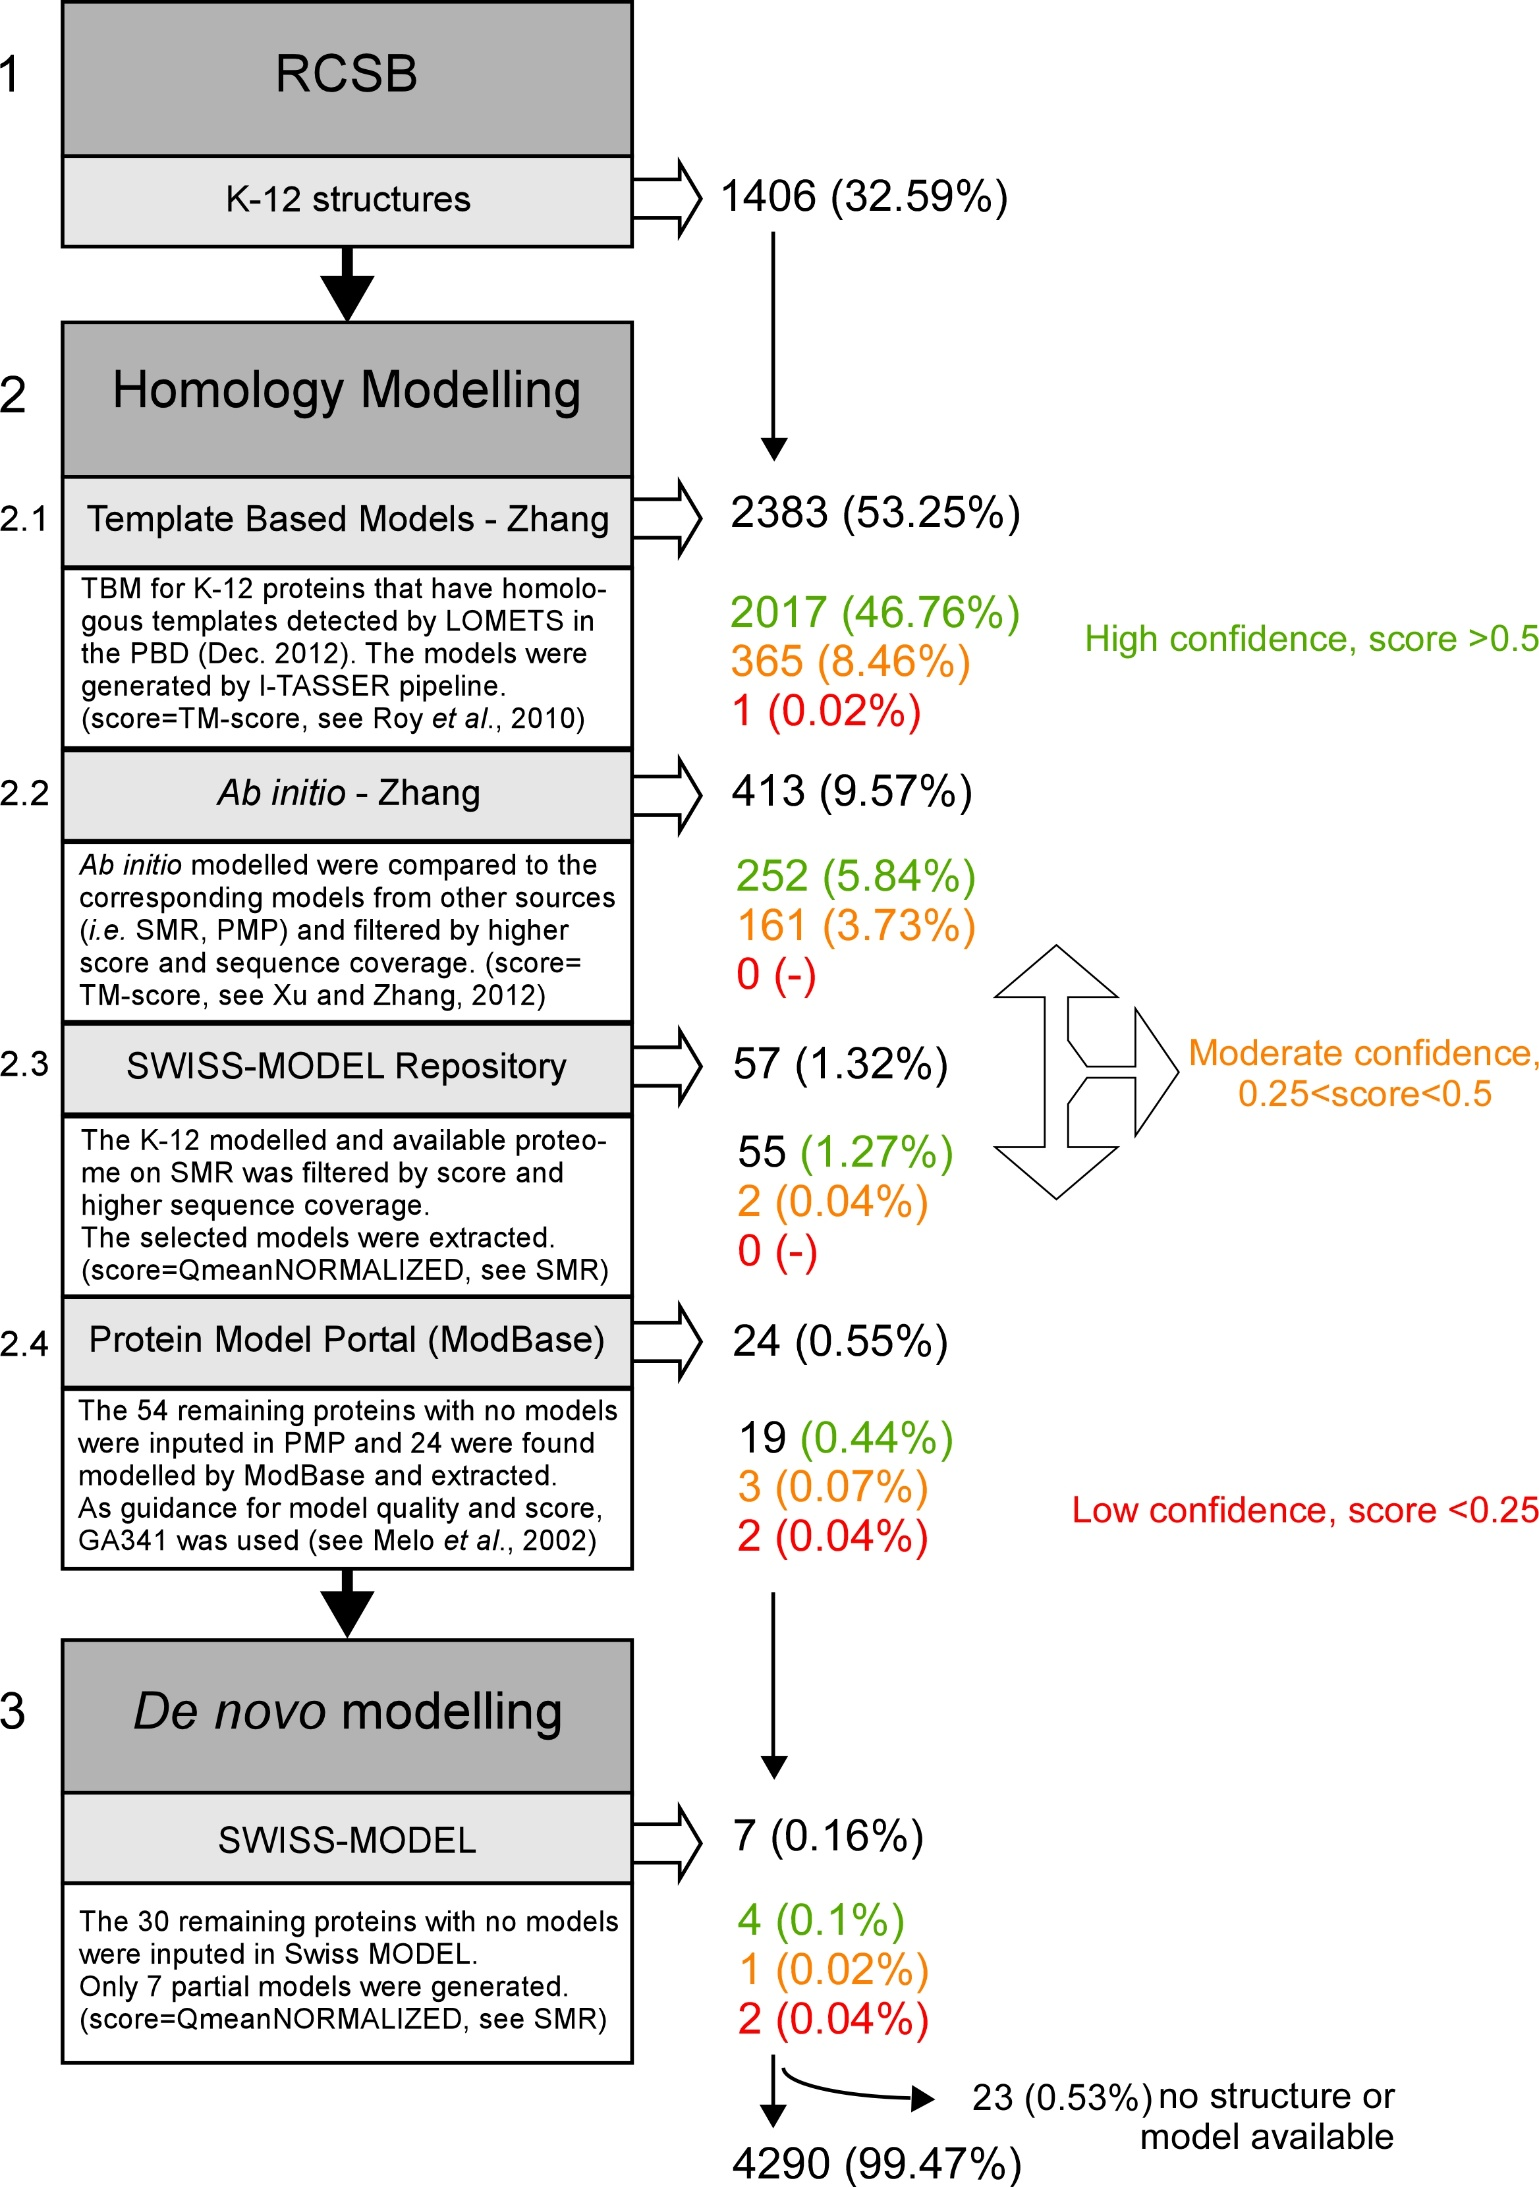 1
RCSB
K-12 structures
1406 (32.59%)
2
Homology Modelling
2.1
Template Based Models - Zhang
2383 (53.25%)
TBM for K-12 proteins that have homolo-
gous templates detected by LOMETS in
the PBD (Dec. 2012). The models were
generated by I-TASSER pipeline.
(score=TM-score, see Roy et al., 2010)
2017 (46.76%)
365 (8.46%)
1 (0.02%)
High confidence, score >0.5
2.2
Ab initio - Zhang
413 (9.57%)
Ab initio modelled were compared to the
corresponding models from other sources
(i.e. SMR, PMP) and filtered by higher
score and sequence coverage. (score=
TM-score, see Xu and Zhang, 2012)
252 (5.84%)
161 (3.73%)
0 (-)
2.3
SWISS-MODEL Repository
57 (1.32%)
Moderate confidence,
0.25<score<0.5
The K-12 modelled and available proteo-
me on SMR was filtered by score and
higher sequence coverage.
The selected models were extracted.
(score=QmeanNORMALIZED, see SMR)
55 (1.27%)
2 (0.04%)
0 (-)
2.4
Protein Model Portal (ModBase)
24 (0.55%)
The 54 remaining proteins with no models
were inputed in PMP and 24 were found
modelled by ModBase and extracted.
As guidance for model quality and score,
GA341 was used (see Melo et al., 2002)
19 (0.44%)
3 (0.07%)
2 (0.04%)
Low confidence, score <0.25
3
De novo modelling
SWISS-MODEL
7 (0.16%)
The 30 remaining proteins with no models
were inputed in Swiss MODEL.
Only 7 partial models were generated.
(score=QmeanNORMALIZED, see SMR)
4 (0.1%)
1 (0.02%)
2 (0.04%)
23 (0.53%) no structure or
model available
4290 (99.47%)